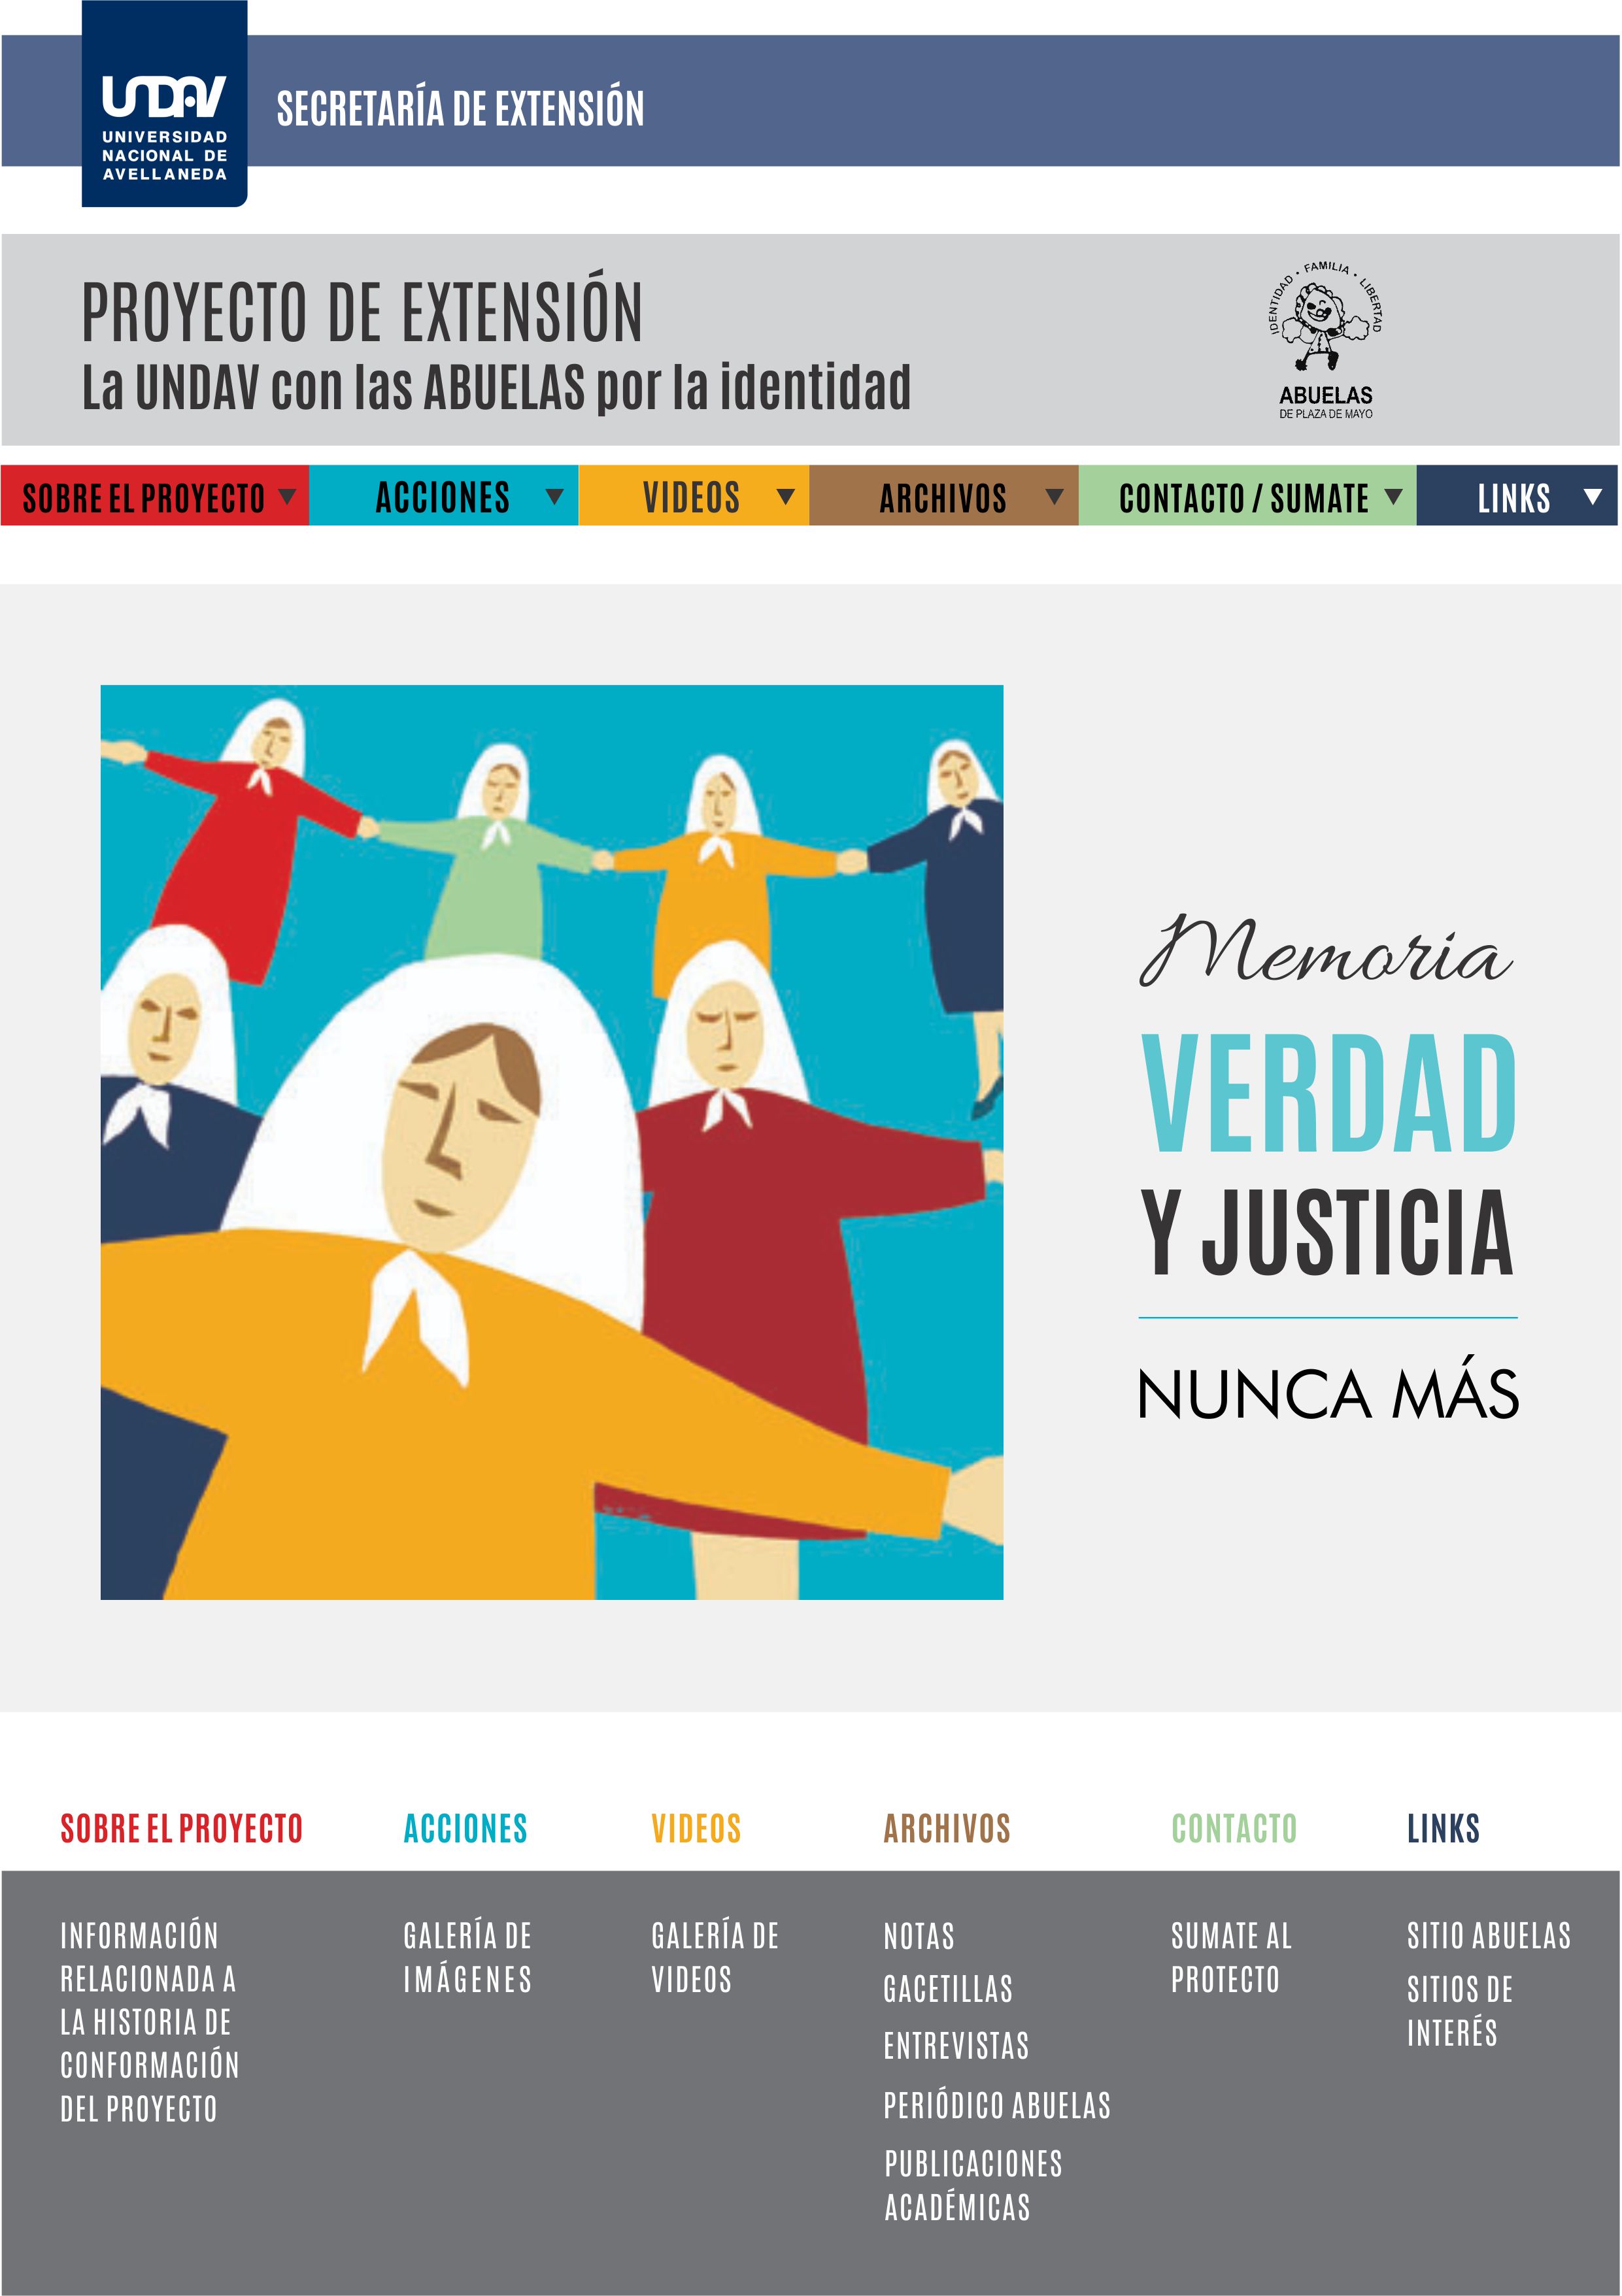 UNDAV
UNIVERSIDAD
NACIONAL DE
AVELLANEDA
SECRETARÍA DE EXTENSIÓN
PROYECTO DE EXTENSIÓN
La UNDAV con las ABUELAS por la identidad
IDENTIDAD • FAMILIA • LIBERTAD
ABUELAS
DE PLAZA DE MAYO
SOBRE EL PROYECTO
ACCIONES
VIDEOS
ARCHIVOS
CONTACTO / SUMATE
LINKS
Memoria
VERDAD
Y JUSTICIA
NUNCA MÁS
SOBRE EL PROYECTO
INFORMACIÓN
RELACIONADA A
LA HISTORIA DE
CONFORMACIÓN
DEL PROYECTO
ACCIONES
GALERÍA DE
IMÁGENES
VIDEOS
GALERÍA DE
VIDEOS
ARCHIVOS
NOTAS
GACETILLAS
ENTREVISTAS
PERIÓDICO ABUELAS
PUBLICACIONES
ACADÉMICAS
CONTACTO
SUMATE AL
PROTECTO
LINKS
SITIO ABUELAS
SITIOS DE
INTERÉS